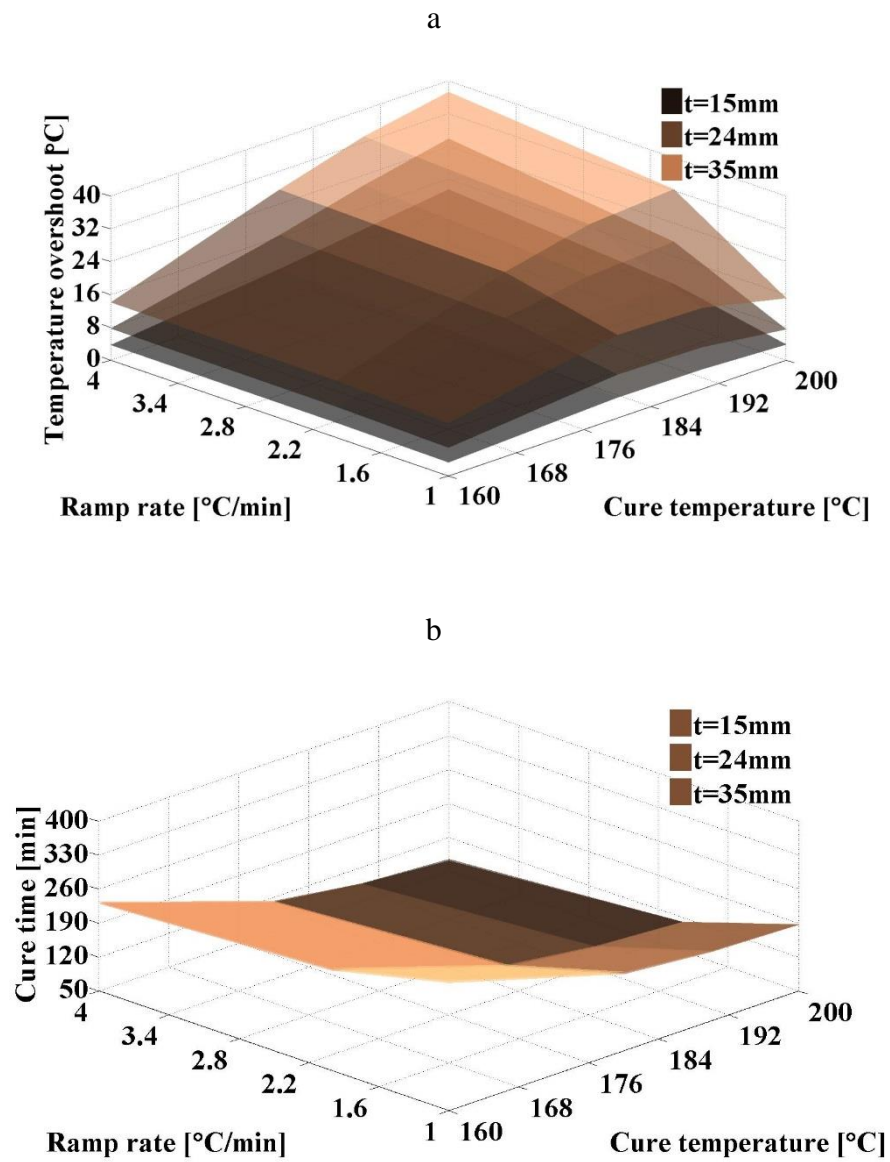 a
t=15mm
t=24mm
t=35mm
Temperature overshoot [ºC]
40
32
24
16
8
0
4
3.4
2.8
2.2
1.6
1
160
168
176
184
192
200
Ramp rate [°C/min]
Cure temperature [°C]
b
t=15mm
t=24mm
t=35mm
Cure time [min]
400
330
260
190
120
50
4
3.4
2.8
2.2
1.6
1
160
168
176
184
192
200
Ramp rate [°C/min]
Cure temperature [°C]